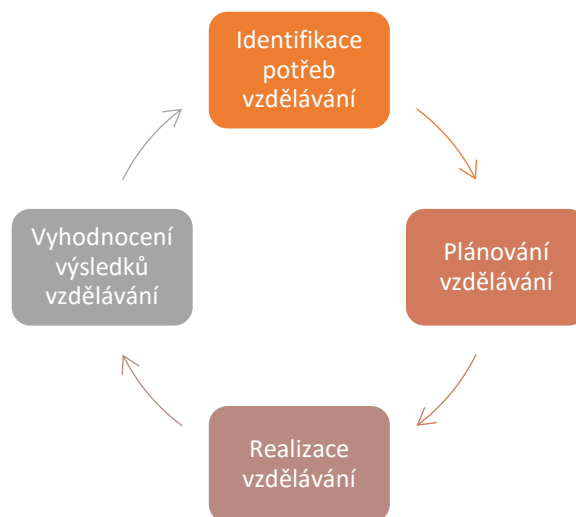 Identifikace
potřeb
vzdělávání
Plánování
vzdělávání
Realizace
vzdělávání
Vyhodnocení
výsledků
vzdělávání